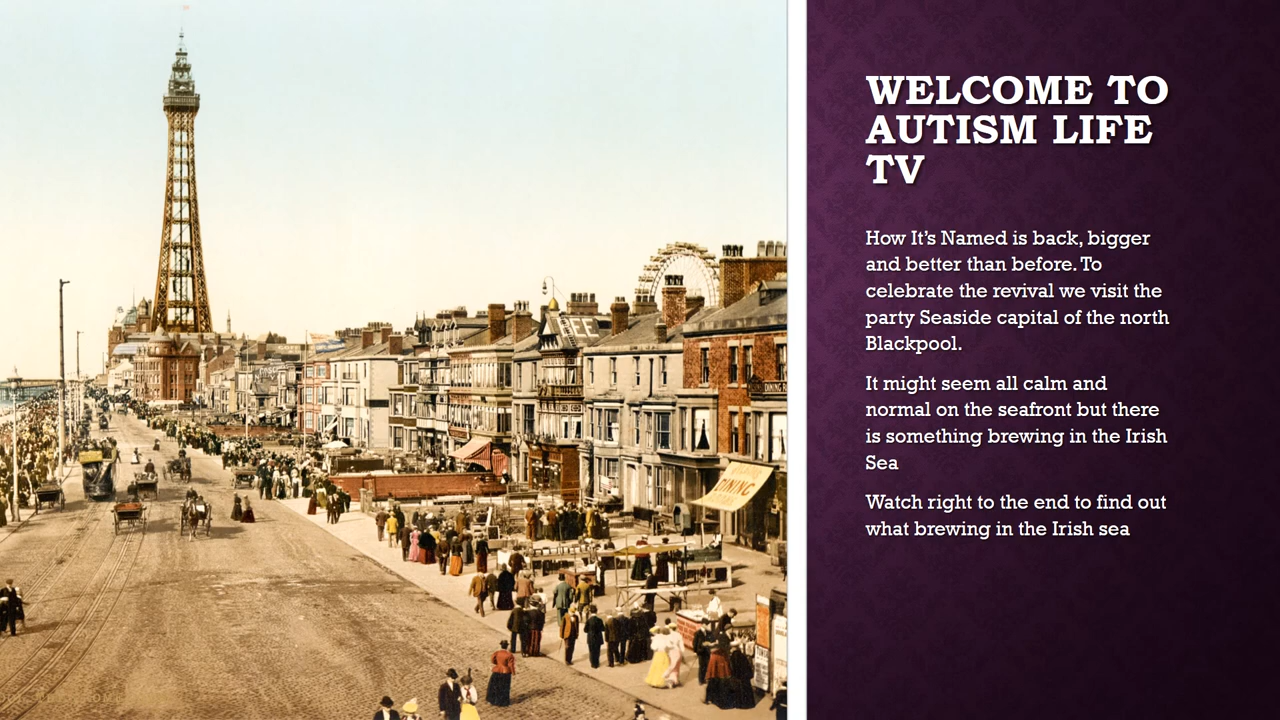 WELCOME TO
AUTISM LIFE
TV
How It's Named is back, bigger
and better than before. To
celebrate the revival we visit the
party Seaside capital of the north
Blackpool.
It might seem all calm and
normal on the seafront but there
is something brewing in the Irish
Sea
Watch right to the end to find out
what brewing in the Irish sea
DINING